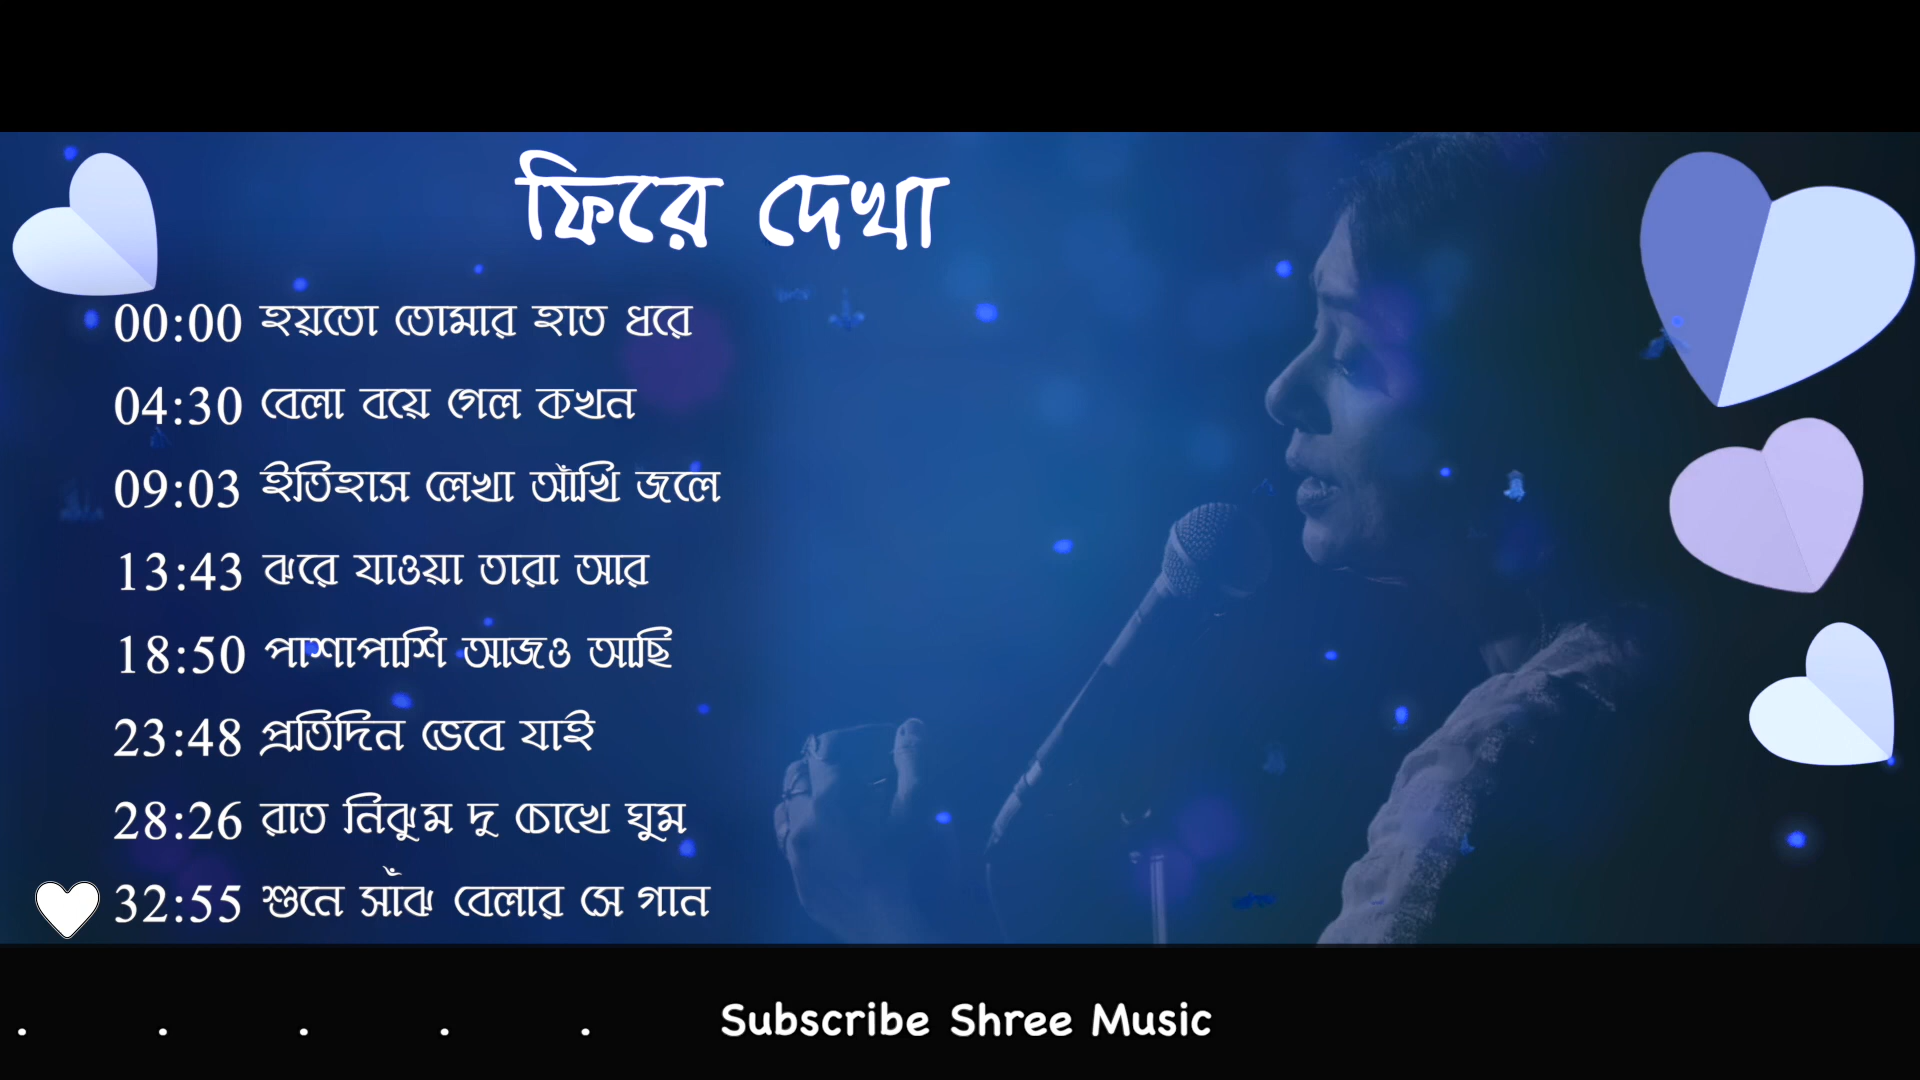 ফিরে দেখা
00:00 হয়তো তোমার হাত ধরে
04:30 বেলা বয়ে গেল কখন
09:03 ইতিহাস লেখা আঁখি জলে
13:43 ঝরে যাওয়া তারা আর
18:50 পাশাপাশি আজও আছি
23:48 প্রতিদিন ভেবে যাই
28:26 রাত নিঝুম দু চোখে ঘুম
32:55 শুনে সাঁঝ বেলার সে গান
. . . . . Subscribe Shree Music